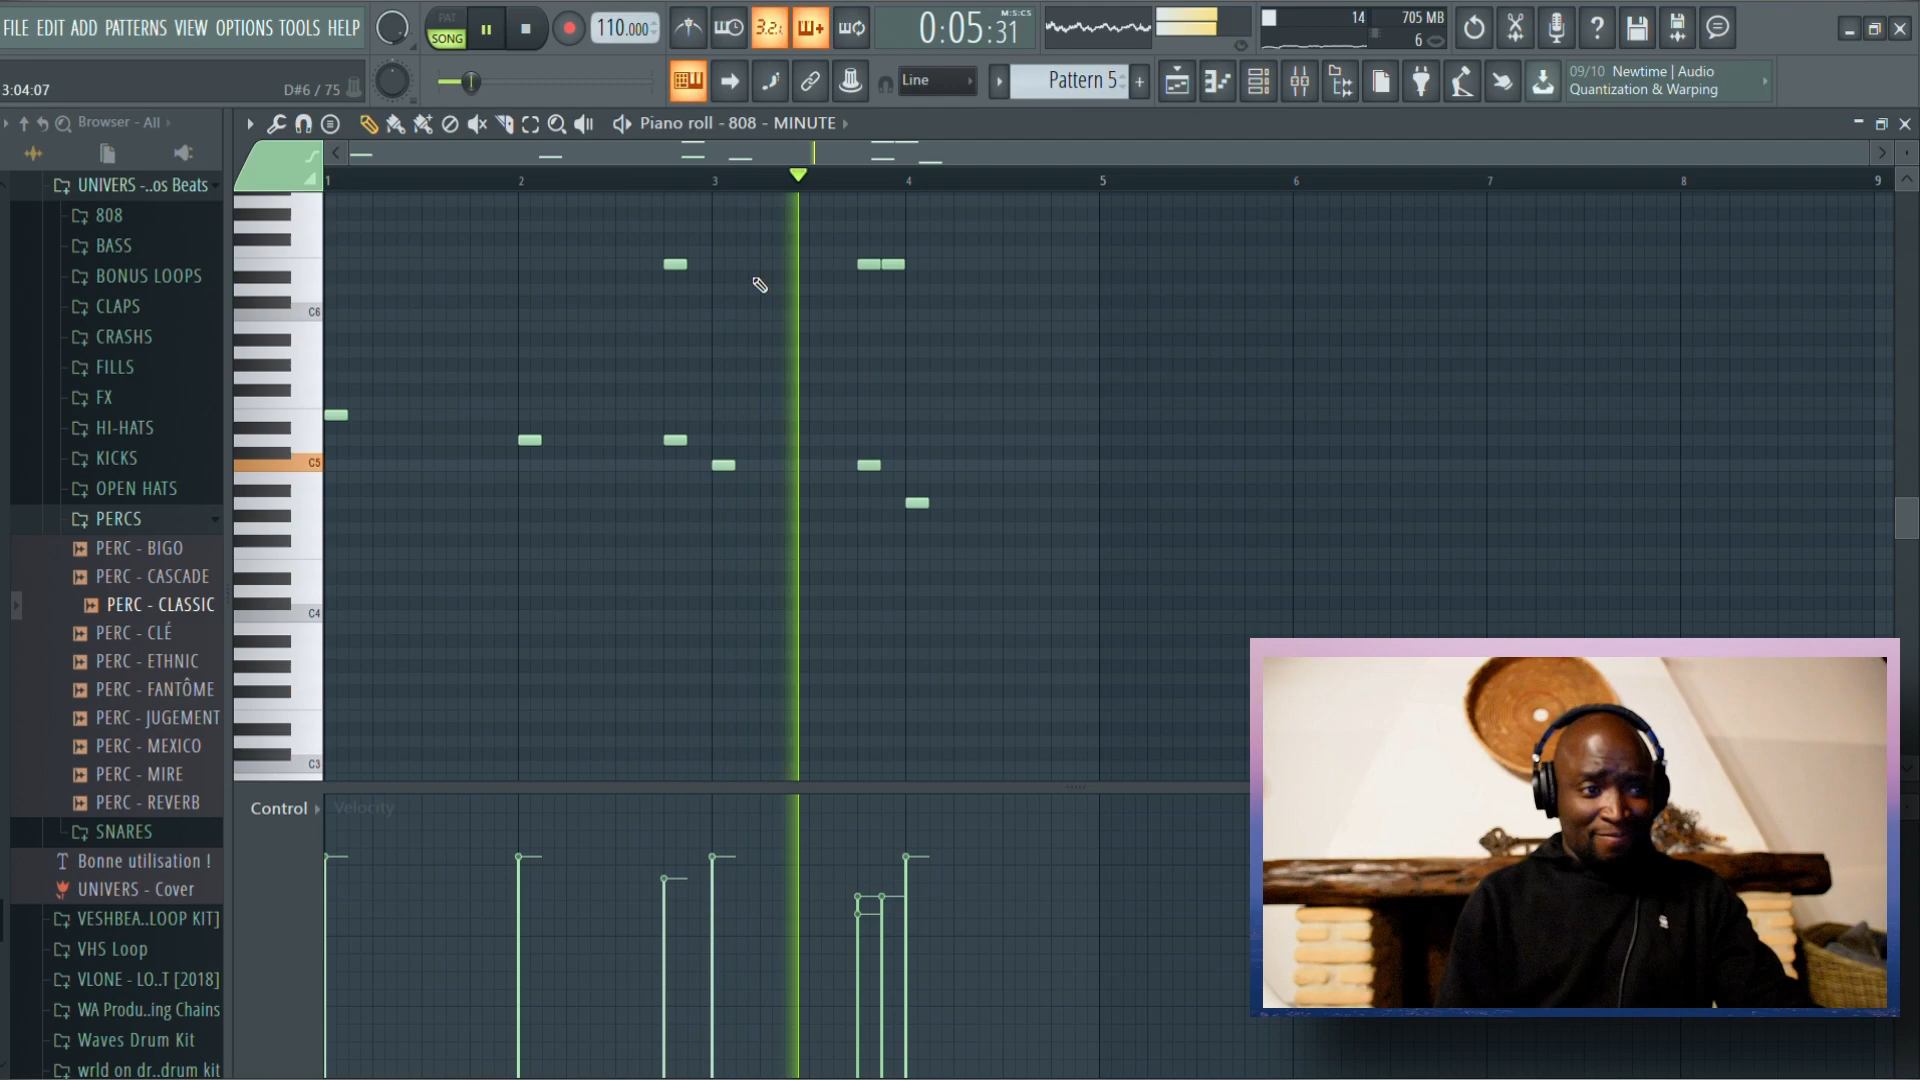 FILE EDIT ADD PATTERNS VIEW OPTIONS TOOLS HELP
PAT
SONG
110.000
3.2.
0:05:31
M:S:CS
14
705 MB
6
3:04:07
D#6 / 75
Line
Pattern 5
09/10 Newtime | Audio
Quantization & Warping
Browser - All
Piano roll - 808 - MINUTE
1 2 3 4 5 6 7 8 9
UNIVERS -..os Beats
808
BASS
BONUS LOOPS
CLAPS
CRASHS
FILLS
FX
HI-HATS
KICKS
OPEN HATS
PERCS
PERC - BIGO
PERC - CASCADE
PERC - CLASSIC
PERC - CLÉ
PERC - ETHNIC
PERC - FANTÔME
PERC - JUGEMENT
PERC - MEXICO
PERC - MIRE
PERC - REVERB
SNARES
Bonne utilisation !
UNIVERS - Cover
VESHBEA..LOOP KIT]
VHS Loop
VLONE - LO..T [2018]
WA Produ..ing Chains
Waves Drum Kit
wrld on dr..drum kit
C6
C5
C4
C3
Control
Velocity